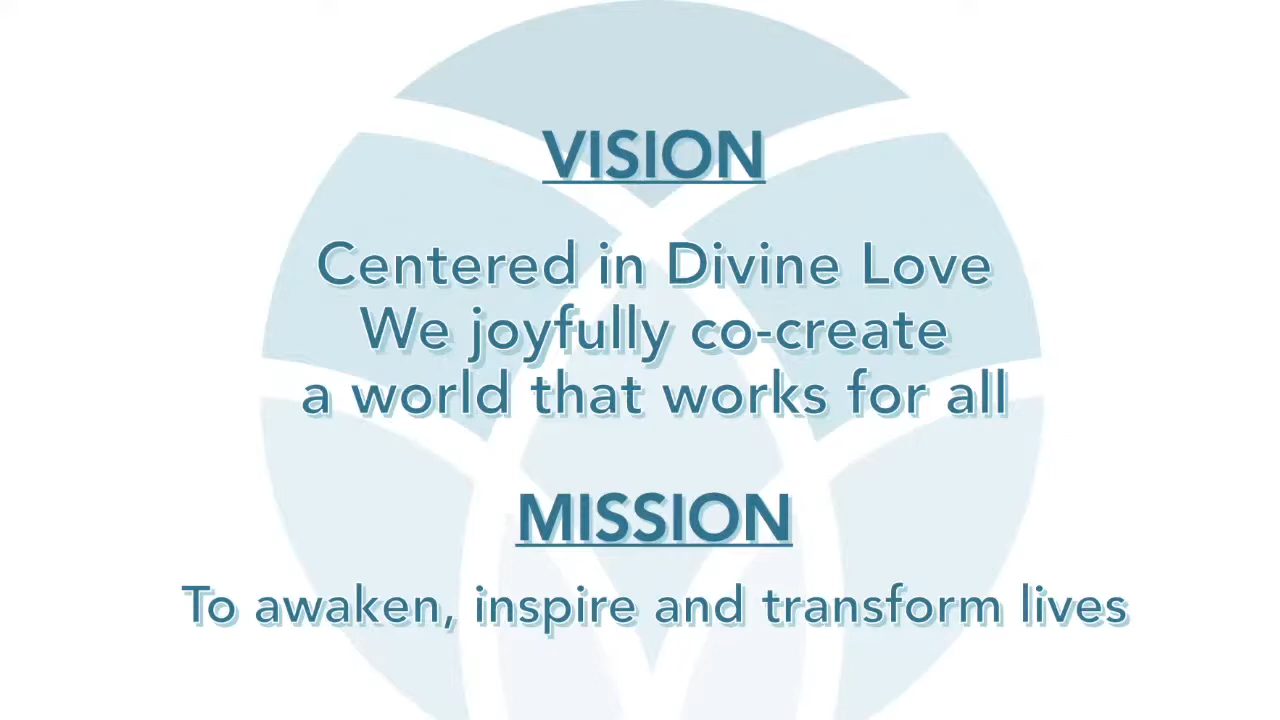 VISION
Centered in Divine Love
We joyfully co-create
a world that works for all
MISSION
To awaken, inspire and transform lives